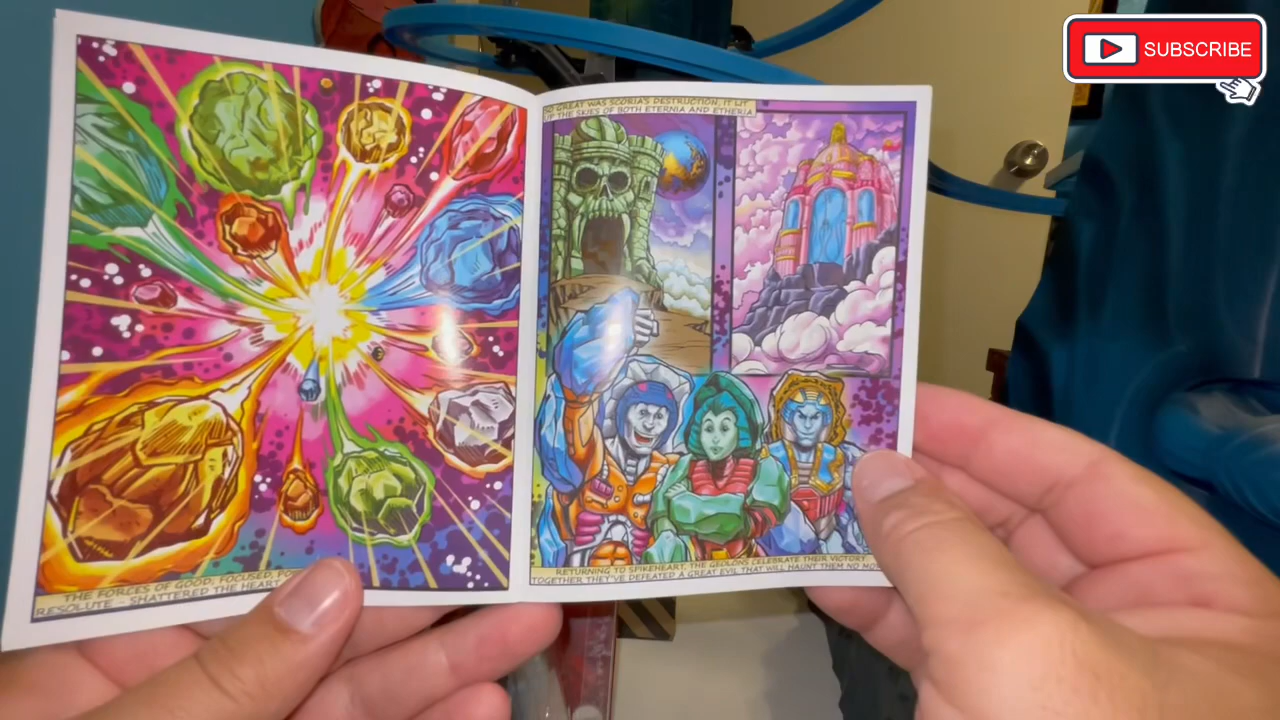 SUBSCRIBE
THE FORCES OF GOOD, FOCUSED,
RESOLUTE - SHATTERED THE HEART
GREAT WAS SCORIA'S DESTRUCTION, IT LIT
UP THE SKIES OF BOTH ETERNIA AND ETHERIA
RETURNING TO SPIKEHEART, THE GEOLONS CELEBRATE THEIR VICTORY
TOGETHER THEY'VE DEFEATED A GREAT EVIL THAT WILL HAUNT THEM NO